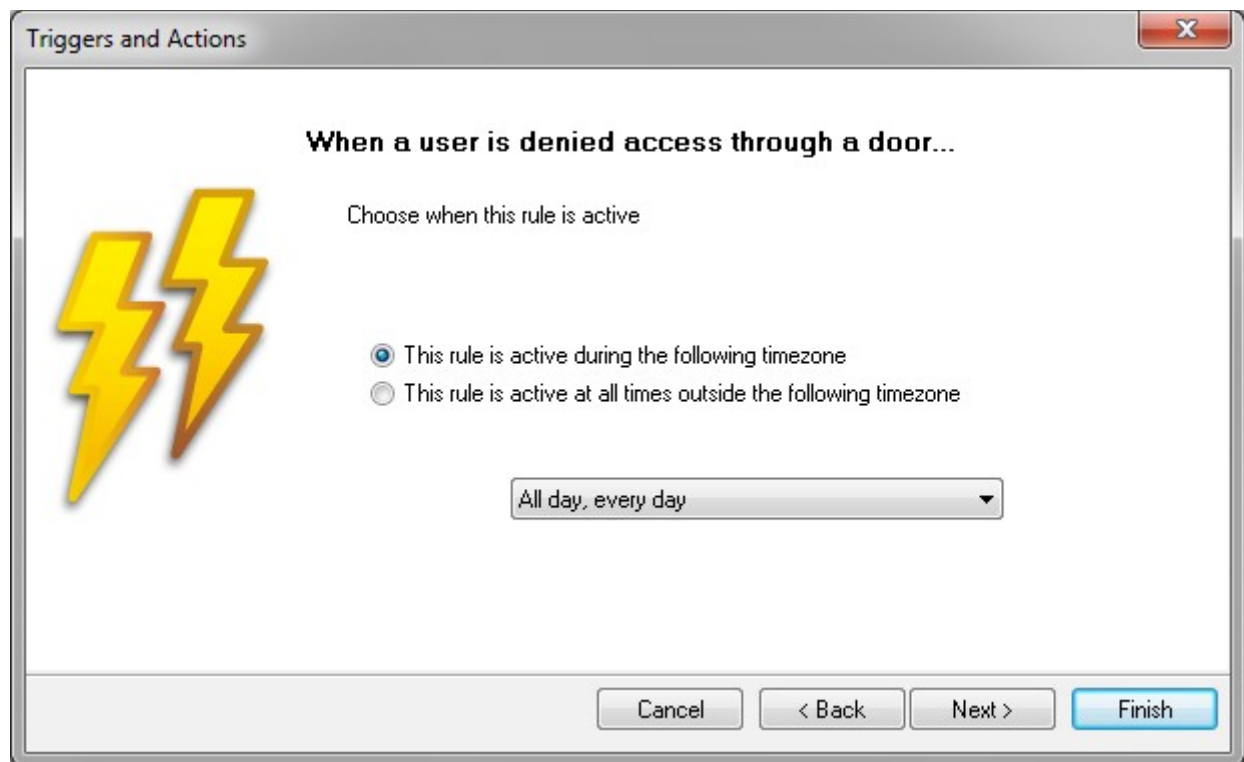 Triggers and Actions
When a user is denied access through a door...
Choose when this rule is active
This rule is active during the following timezone
This rule is active at all times outside the following timezone
All day, every day
Cancel
< Back
Next >
Finish